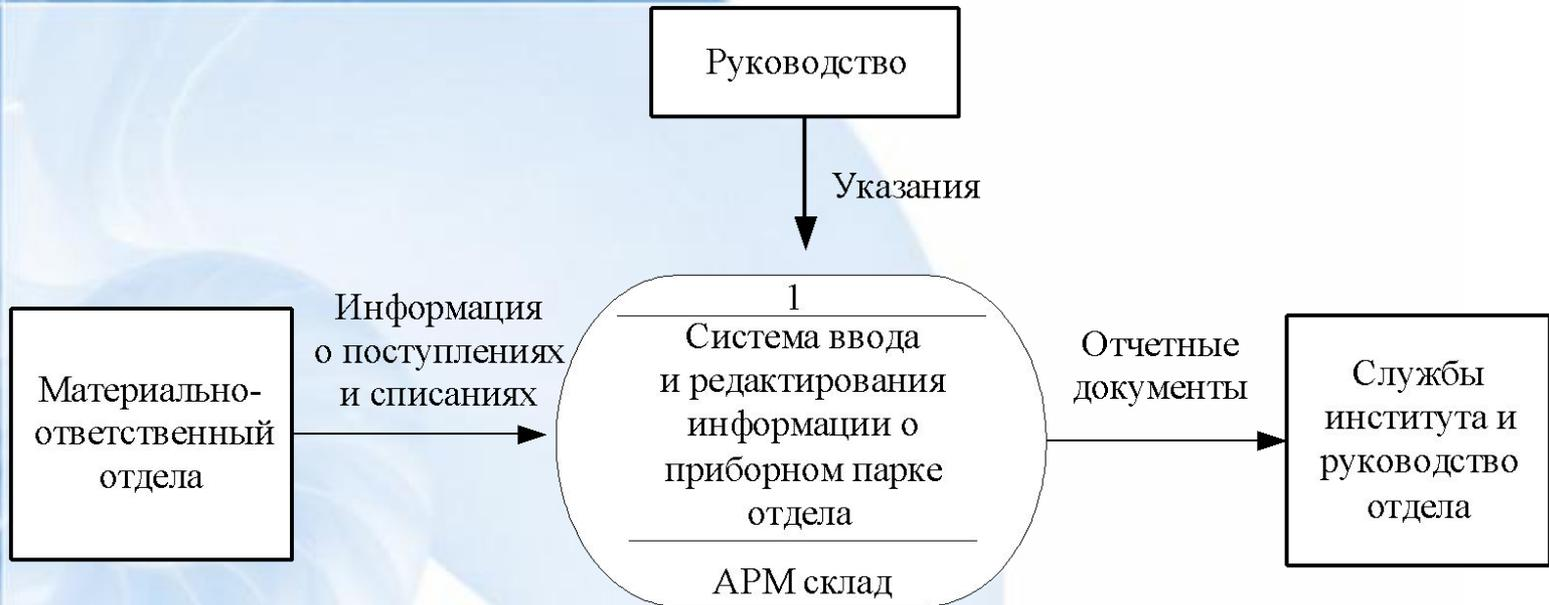 Руководство
Указания
Информация
о поступлениях
и списаниях
Материально-
ответственный
отдела
1
Система ввода
и редактирования
информации о
приборном парке
отдела
АРМ склад
Отчетные
документы
Службы
института и
руководство
отдела